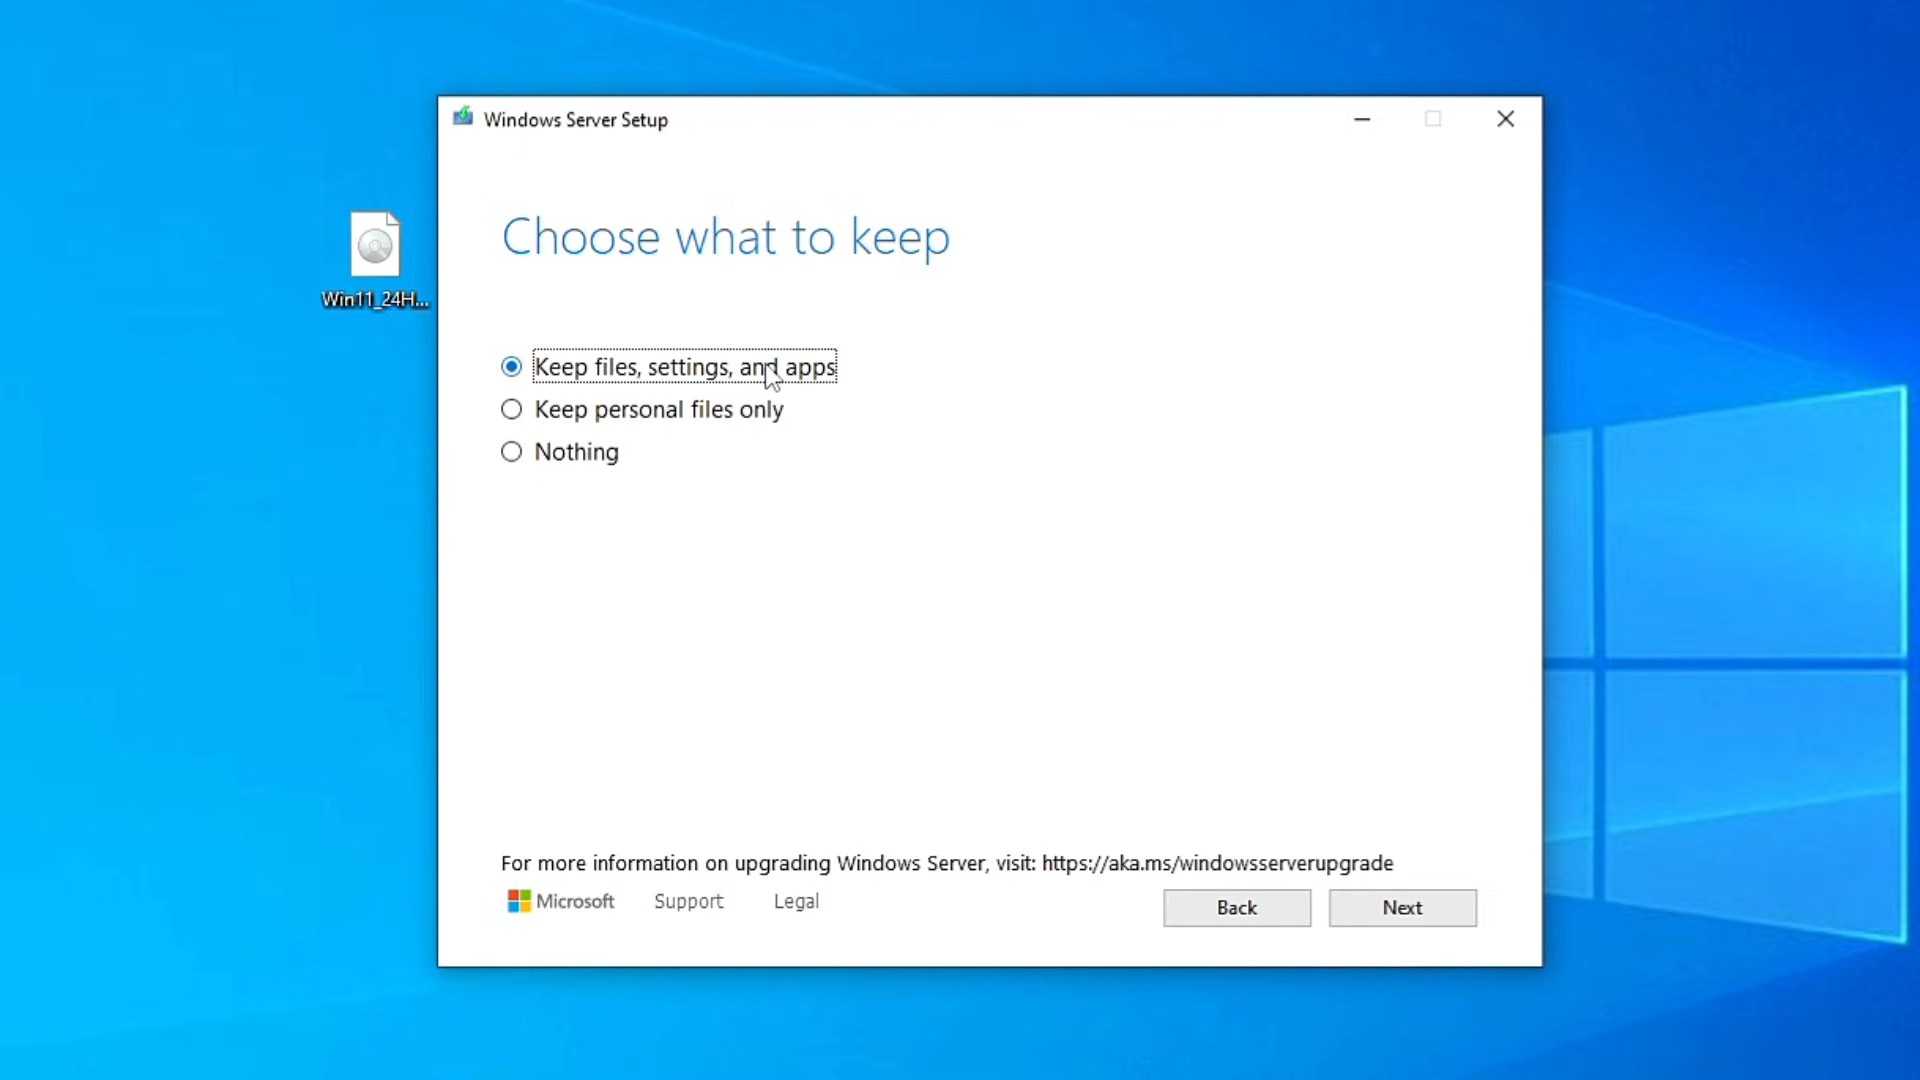 Windows Server Setup
Choose what to keep
Win11_24H...
Keep files, settings, and apps
Keep personal files only
Nothing
For more information on upgrading Windows Server, visit: https://aka.ms/windowsserverupgrade
Microsoft Support Legal Back Next